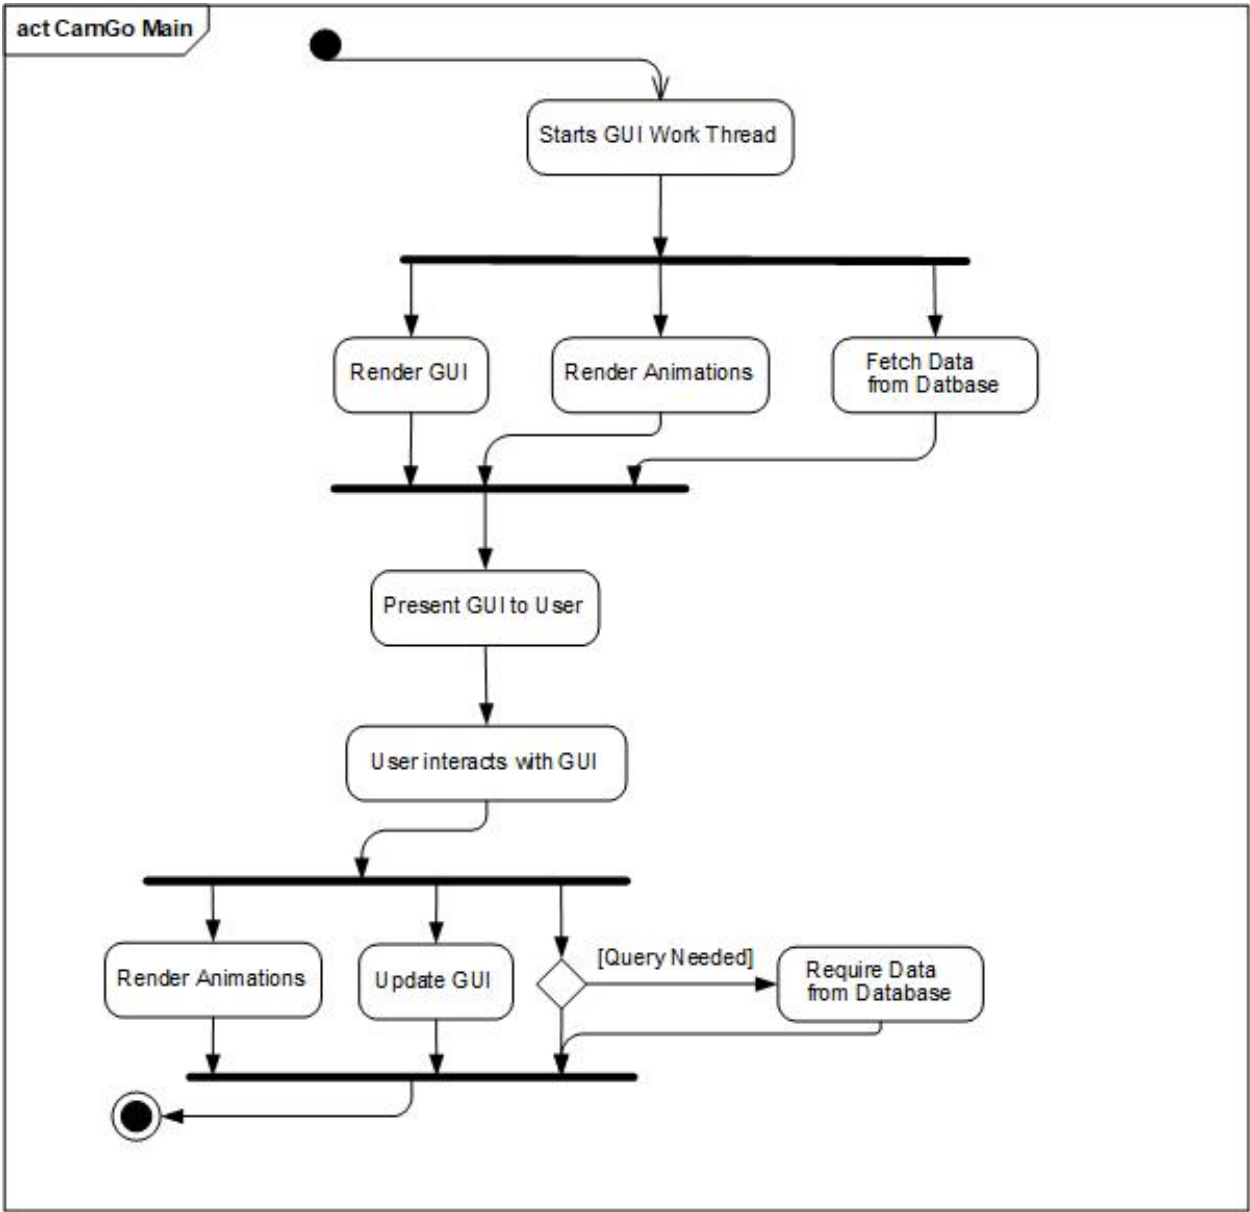 act CamGo Main
Starts GUI Work Thread
Render GUI
Render Animations
Fetch Data
from Datbase
Present GUI to User
User interacts with GUI
Render Animations
Update GUI
[Query Needed]
Require Data
from Database